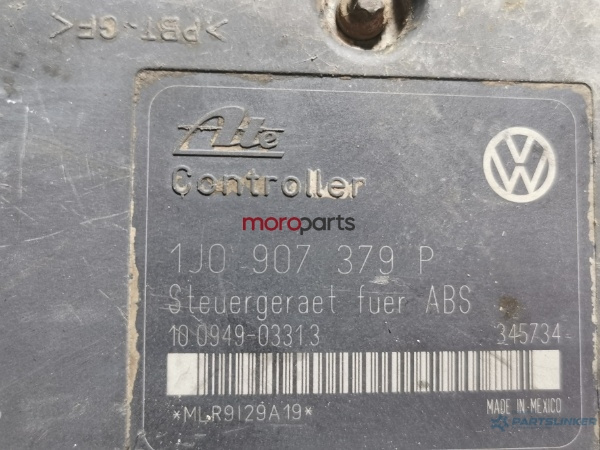 >PBT-GF<
Ate
Controller
moroparts
1J0 907 379 P
Steuergeraet fuer ABS
10.0949-0331.3 345734
*MLR9I29A19* MADE IN MEXICO
PARTSLINKER